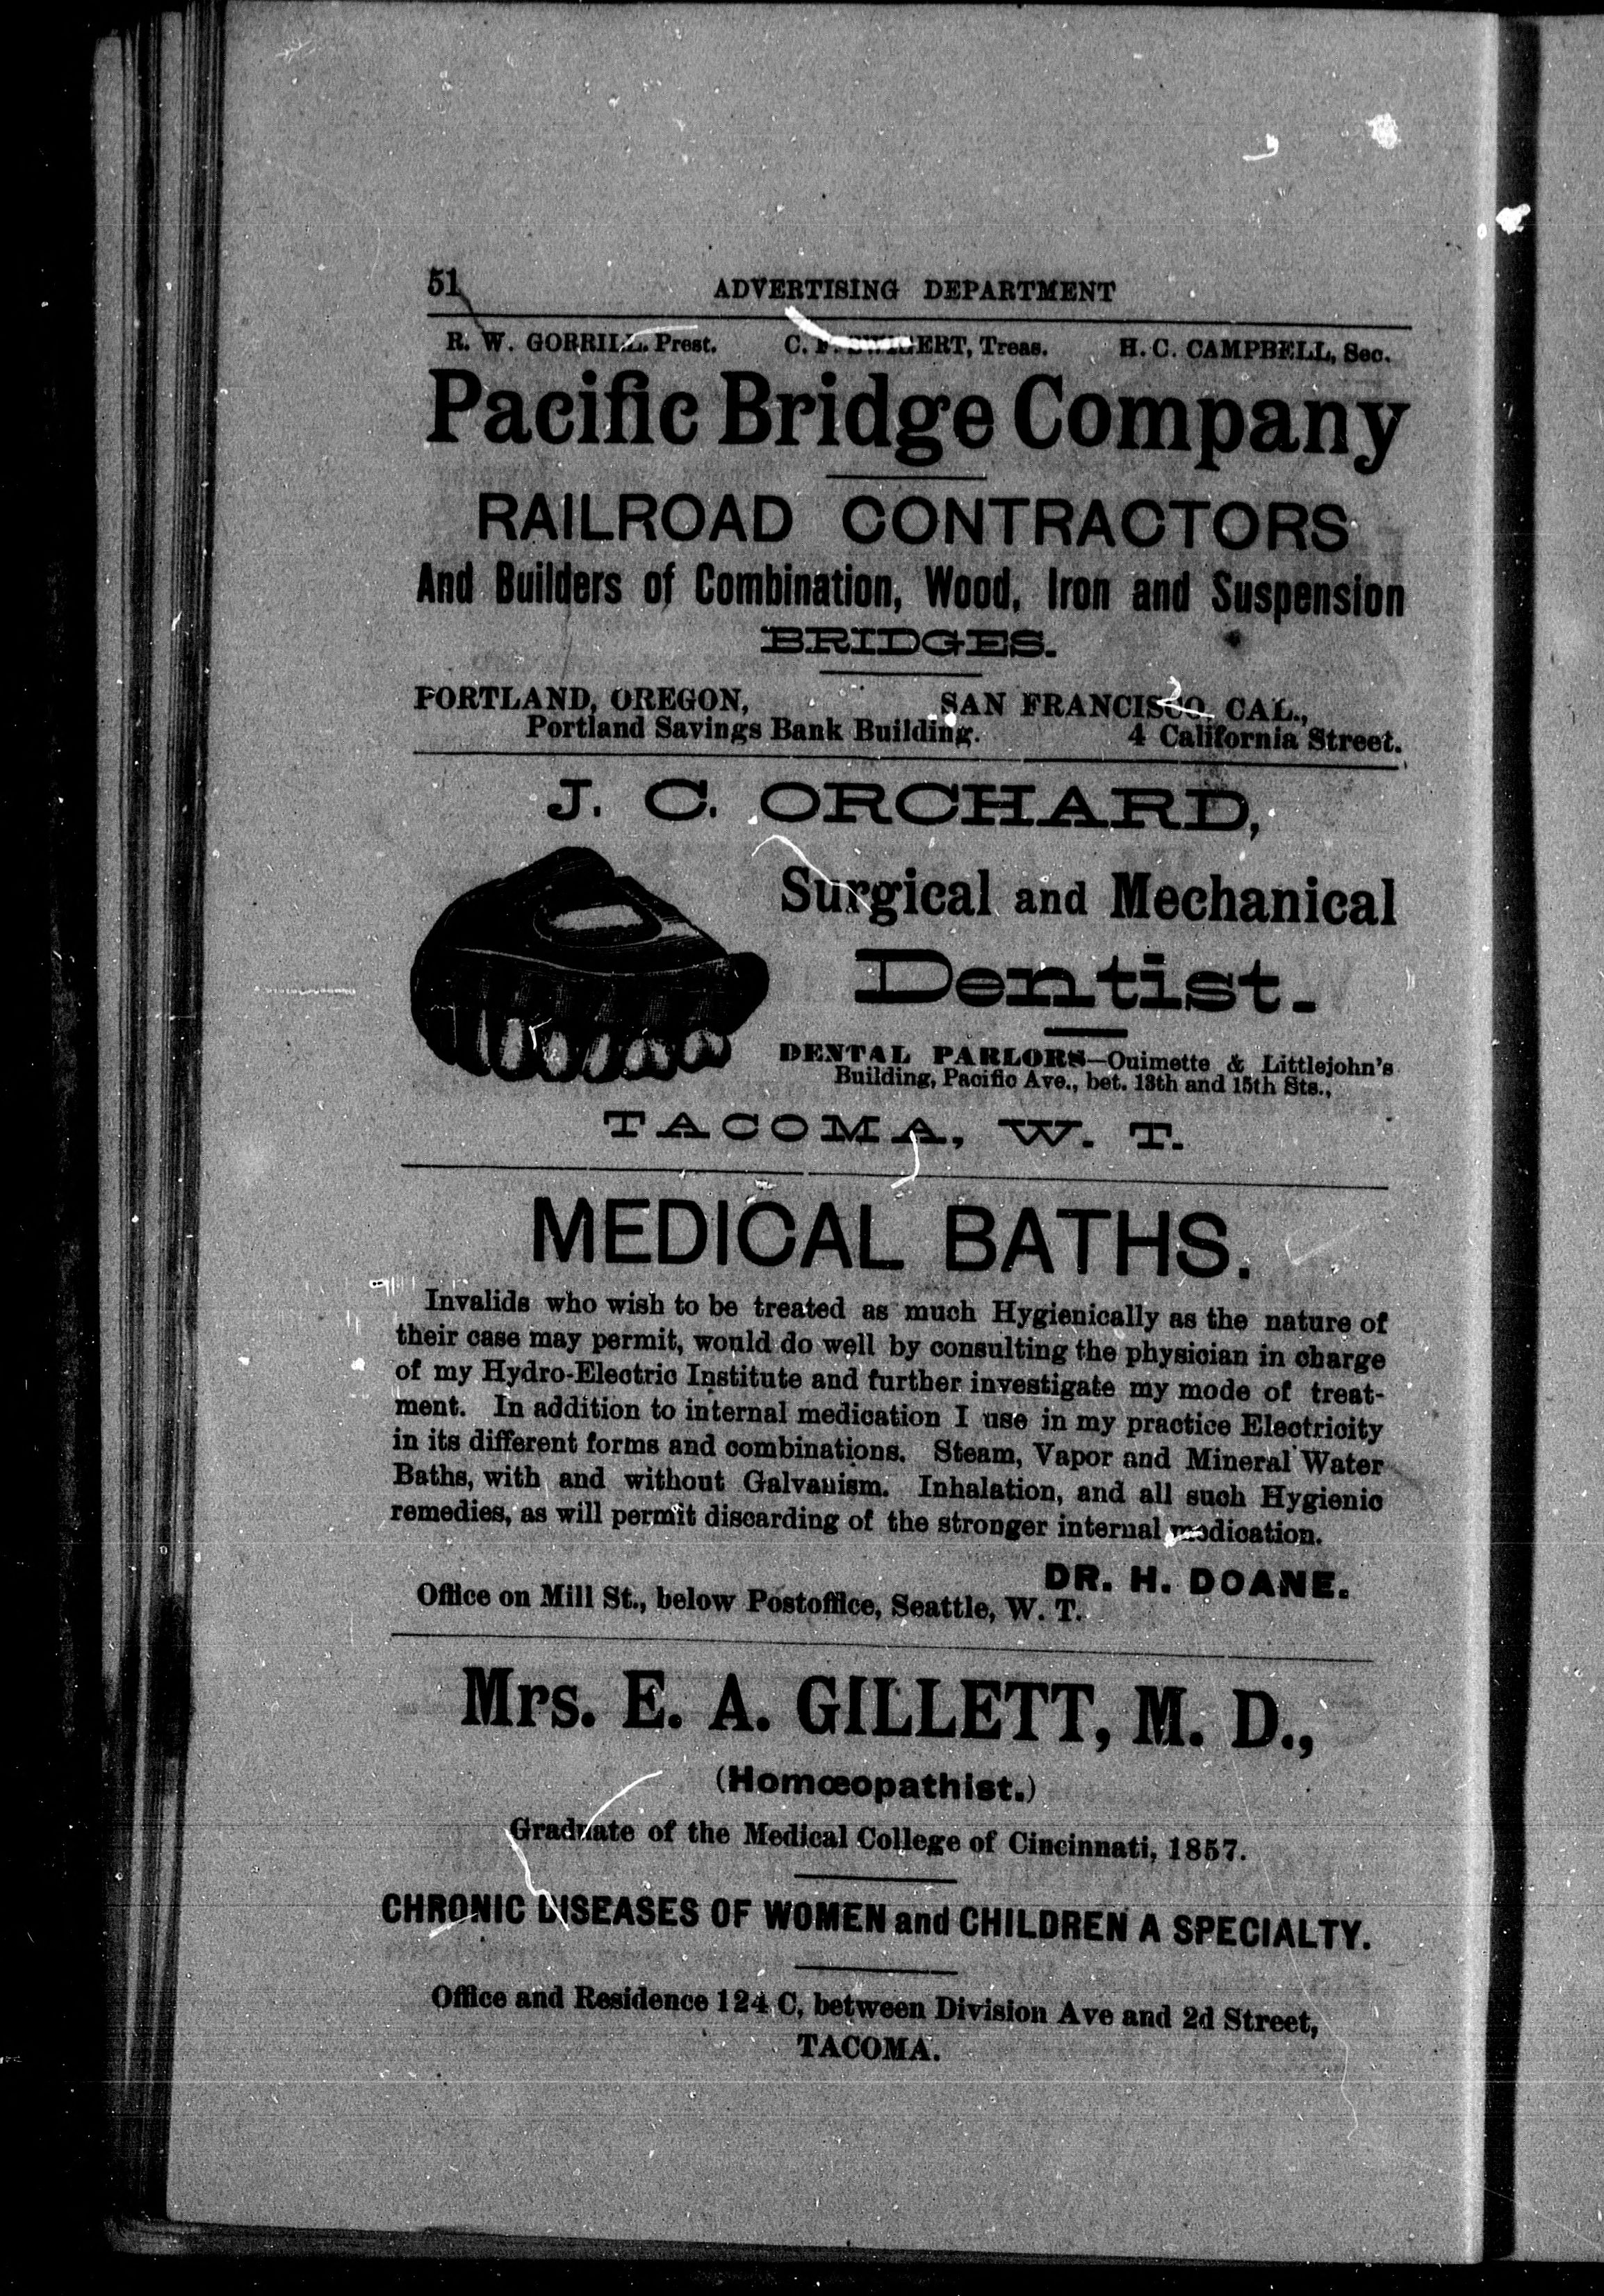 51
ADVERTISING DEPARTMENT
R. W. GORRILL, Prest. C. F. SWIGERT, Treas. H. C. CAMPBELL, Sec.
Pacific Bridge Company
RAILROAD CONTRACTORS
And Builders of Combination, Wood, Iron and Suspension
BRIDGES.
PORTLAND, OREGON,
Portland Savings Bank Building.
SAN FRANCISCO, CAL.,
4 California Street.
J. C. ORCHARD,
Surgical and Mechanical
Dentist.
DENTAL PARLORS—Ouimette & Littlejohn's
Building, Pacific Ave., bet. 13th and 15th Sts.,
TACOMA, W. T.
MEDICAL BATHS.
Invalids who wish to be treated as much Hygienically as the nature of
their case may permit, would do well by consulting the physician in charge
of my Hydro-Electric Institute and further investigate my mode of treat-
ment. In addition to internal medication I use in my practice Electricity
in its different forms and combinations. Steam, Vapor and Mineral Water
Baths, with and without Galvanism. Inhalation, and all such Hygienic
remedies, as will permit discarding of the stronger internal medication.
DR. H. DOANE.
Office on Mill St., below Postoffice, Seattle, W. T.
Mrs. E. A. GILLETT, M. D.,
(Homœopathist.)
Graduate of the Medical College of Cincinnati, 1857.
CHRONIC DISEASES OF WOMEN and CHILDREN A SPECIALTY.
Office and Residence 124 C, between Division Ave and 2d Street,
TACOMA.